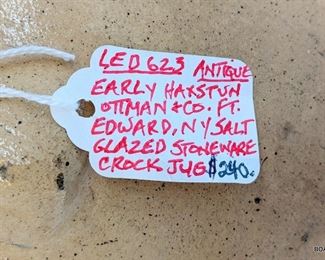 LED 623 ANTIQUE
EARLY HAXSTUN
OTTMAN & CO. FT.
EDWARD, NY SALT
GLAZED STONEWARE
CROCK JUG $240.